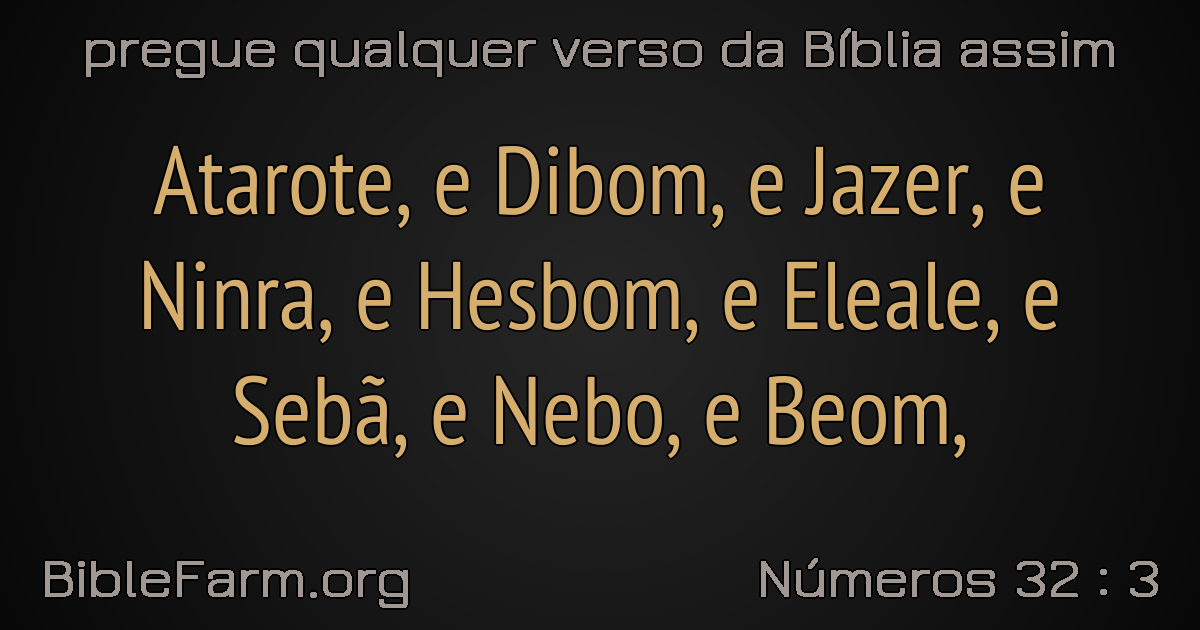 pregue qualquer verso da Bíblia assim
Atarote, e Dibom, e Jazer, e
Ninra, e Hesbom, e Eleale, e
Sebã, e Nebo, e Beom,
BibleFarm.org
Números 32 : 3